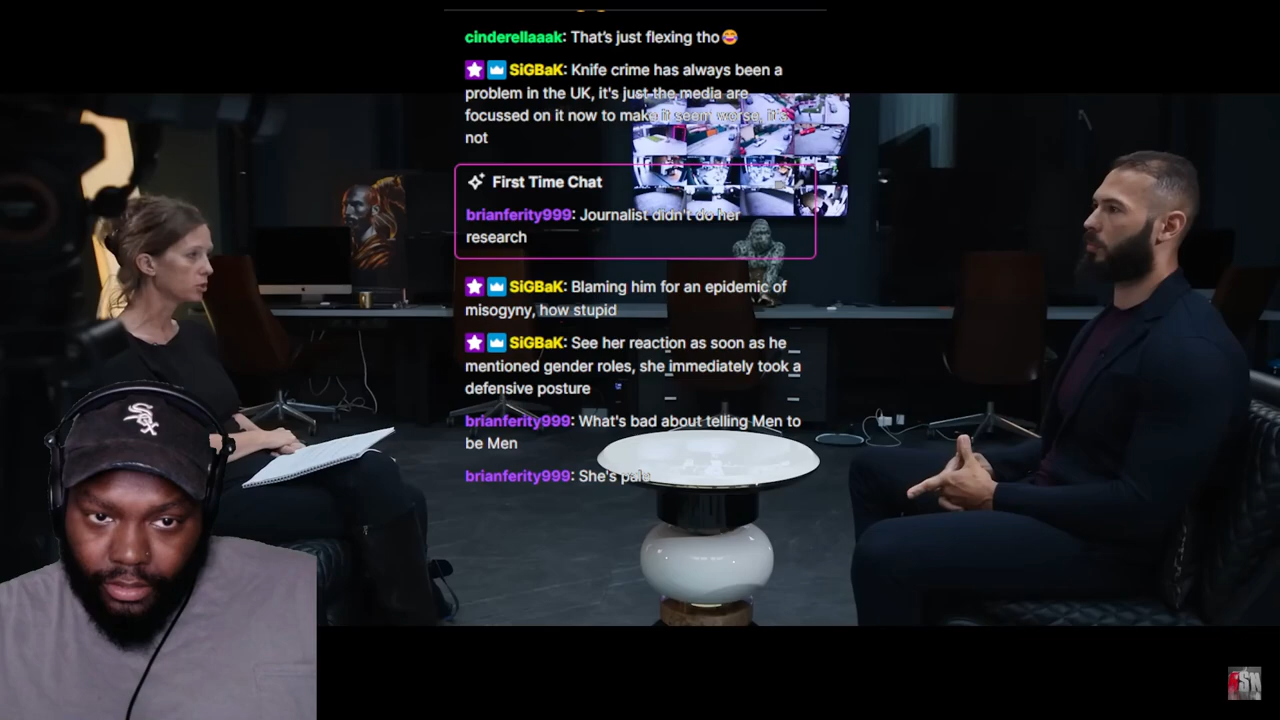 cinderellaaak: That's just flexing tho😂
SiGBaK: Knife crime has always been a
problem in the UK, it's just the media are
focussed on it now to make it seem worse, it's
not
First Time Chat
brianferity999: Journalist didn't do her
research
SiGBaK: Blaming him for an epidemic of
misogyny, how stupid
SiGBaK: See her reaction as soon as he
mentioned gender roles, she immediately took a
defensive posture
brianferity999: What's bad about telling Men to
be Men
brianferity999: She's pale
Sox